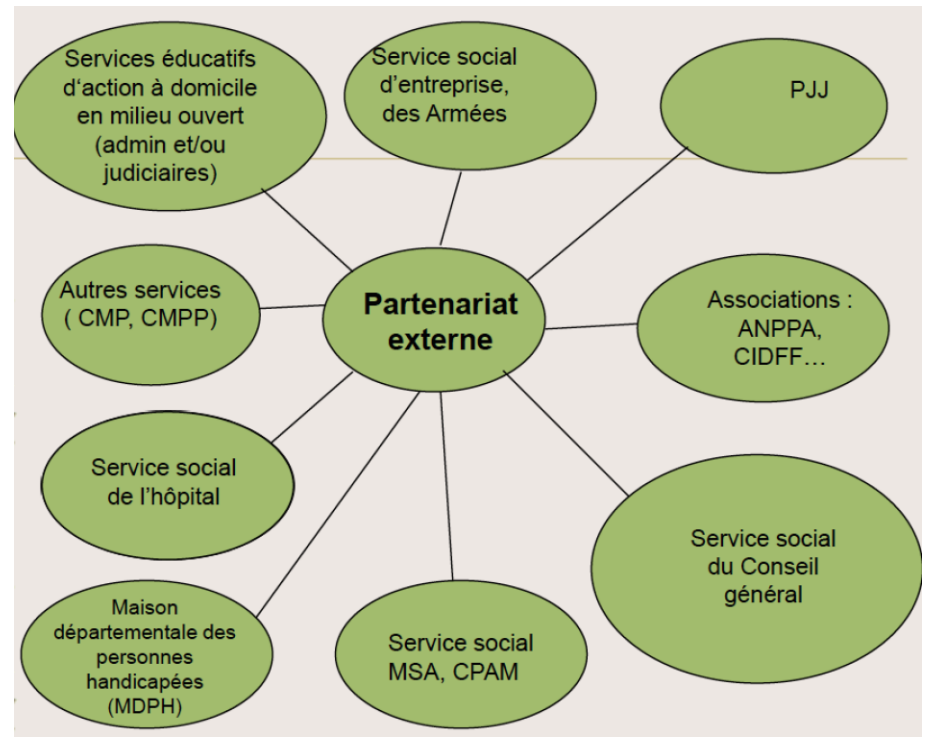 Services éducatifs
d‘action à domicile
en milieu ouvert
(admin et/ou
judiciaires)
Service social
d’entreprise,
des Armées
PJJ
Autres services
( CMP, CMPP)
Partenariat
externe
Associations :
ANPPA,
CIDFF…
Service social
de l’hôpital
Service social
du Conseil
général
Maison
départementale des
personnes
handicapées
(MDPH)
Service social
MSA, CPAM